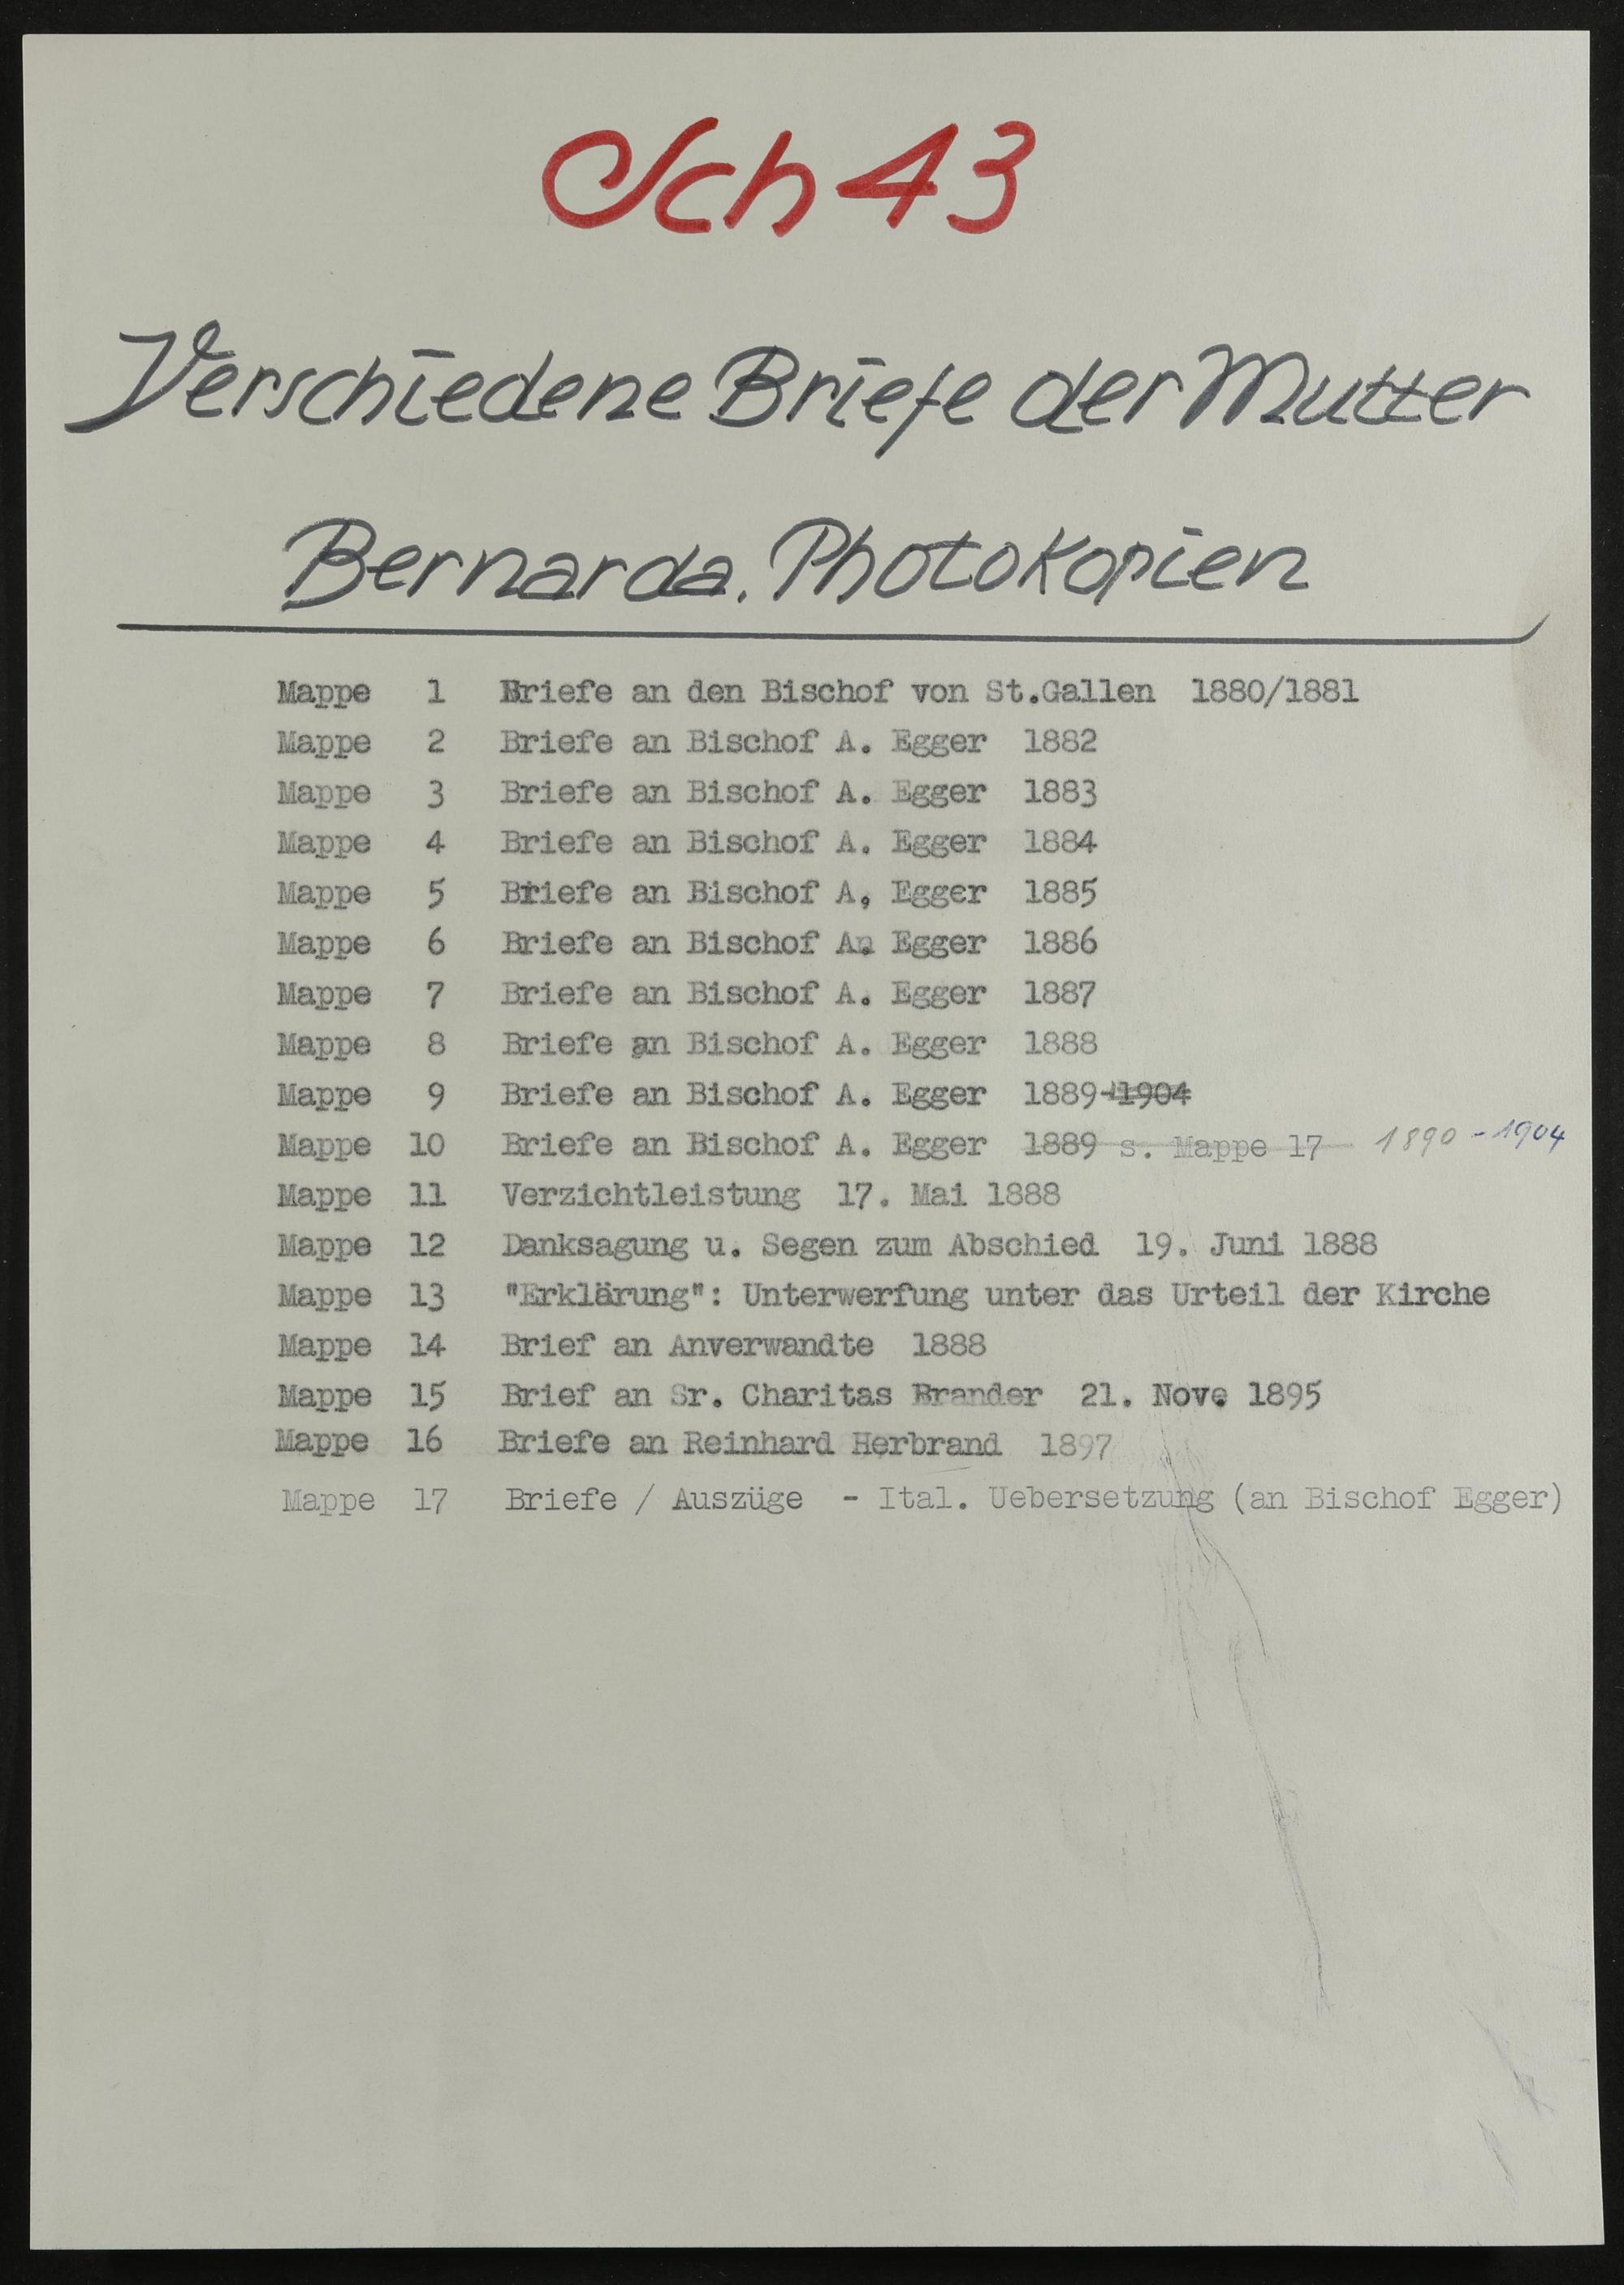 Sch 43
Verschiedene Briefe der Mutter
Bernarda. Photokopien
Mappe 1 Briefe an den Bischof von St.Gallen 1880/1881
Mappe 2 Briefe an Bischof A. Egger 1882
Mappe 3 Briefe an Bischof A. Egger 1883
Mappe 4 Briefe an Bischof A. Egger 1884
Mappe 5 Briefe an Bischof A, Egger 1885
Mappe 6 Briefe an Bischof A. Egger 1886
Mappe 7 Briefe an Bischof A. Egger 1887
Mappe 8 Briefe an Bischof A. Egger 1888
Mappe 9 Briefe an Bischof A. Egger 1889-1904
Mappe 10 Briefe an Bischof A. Egger 1889 s. Mappe 17 1890 - 1904
Mappe 11 Verzichtleistung 17. Mai 1888
Mappe 12 Danksagung u. Segen zum Abschied 19. Juni 1888
Mappe 13 "Erklärung": Unterwerfung unter das Urteil der Kirche
Mappe 14 Brief an Anverwandte 1888
Mappe 15 Brief an Sr. Charitas Brander 21. Nove 1895
Mappe 16 Briefe an Reinhard Herbrand 1897
Mappe 17 Briefe / Auszüge - Ital. Uebersetzung (an Bischof Egger)